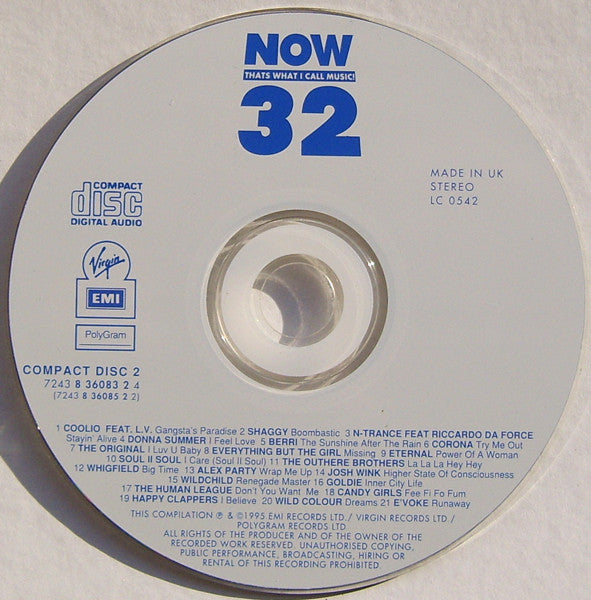 NOW
THATS WHAT I CALL MUSIC!
32
COMPACT
disc
DIGITAL AUDIO
MADE IN UK
STEREO
LC 0542
Virgin
EMI
PolyGram
COMPACT DISC 2
7243 8 36083 2 4
(7243 8 36085 2 2)
1 COOLIO FEAT. L.V. Gangsta's Paradise 2 SHAGGY Boombastic 3 N-TRANCE FEAT RICCARDO DA FORCE
Stayin' Alive 4 DONNA SUMMER I Feel Love 5 BERRI The Sunshine After The Rain 6 CORONA Try Me Out
7 THE ORIGINAL I Luv U Baby 8 EVERYTHING BUT THE GIRL Missing 9 ETERNAL Power Of A Woman
10 SOUL II SOUL I Care (Soul II Soul) 11 THE OUTHERE BROTHERS La La La Hey Hey
12 WHIGFIELD Big Time 13 ALEX PARTY Wrap Me Up 14 JOSH WINK Higher State Of Consciousness
15 WILDCHILD Renegade Master 16 GOLDIE Inner City Life
17 THE HUMAN LEAGUE Don't You Want Me 18 CANDY GIRLS Fee Fi Fo Fum
19 HAPPY CLAPPERS I Believe 20 WILD COLOUR Dreams 21 E'VOKE Runaway
THIS COMPILATION ℗ & ©1995 EMI RECORDS LTD./ VIRGIN RECORDS LTD./
POLYGRAM RECORDS LTD
ALL RIGHTS OF THE PRODUCER AND OF THE OWNER OF THE
RECORDED WORK RESERVED. UNAUTHORISED COPYING,
PUBLIC PERFORMANCE, BROADCASTING, HIRING OR
RENTAL OF THIS RECORDING PROHIBITED